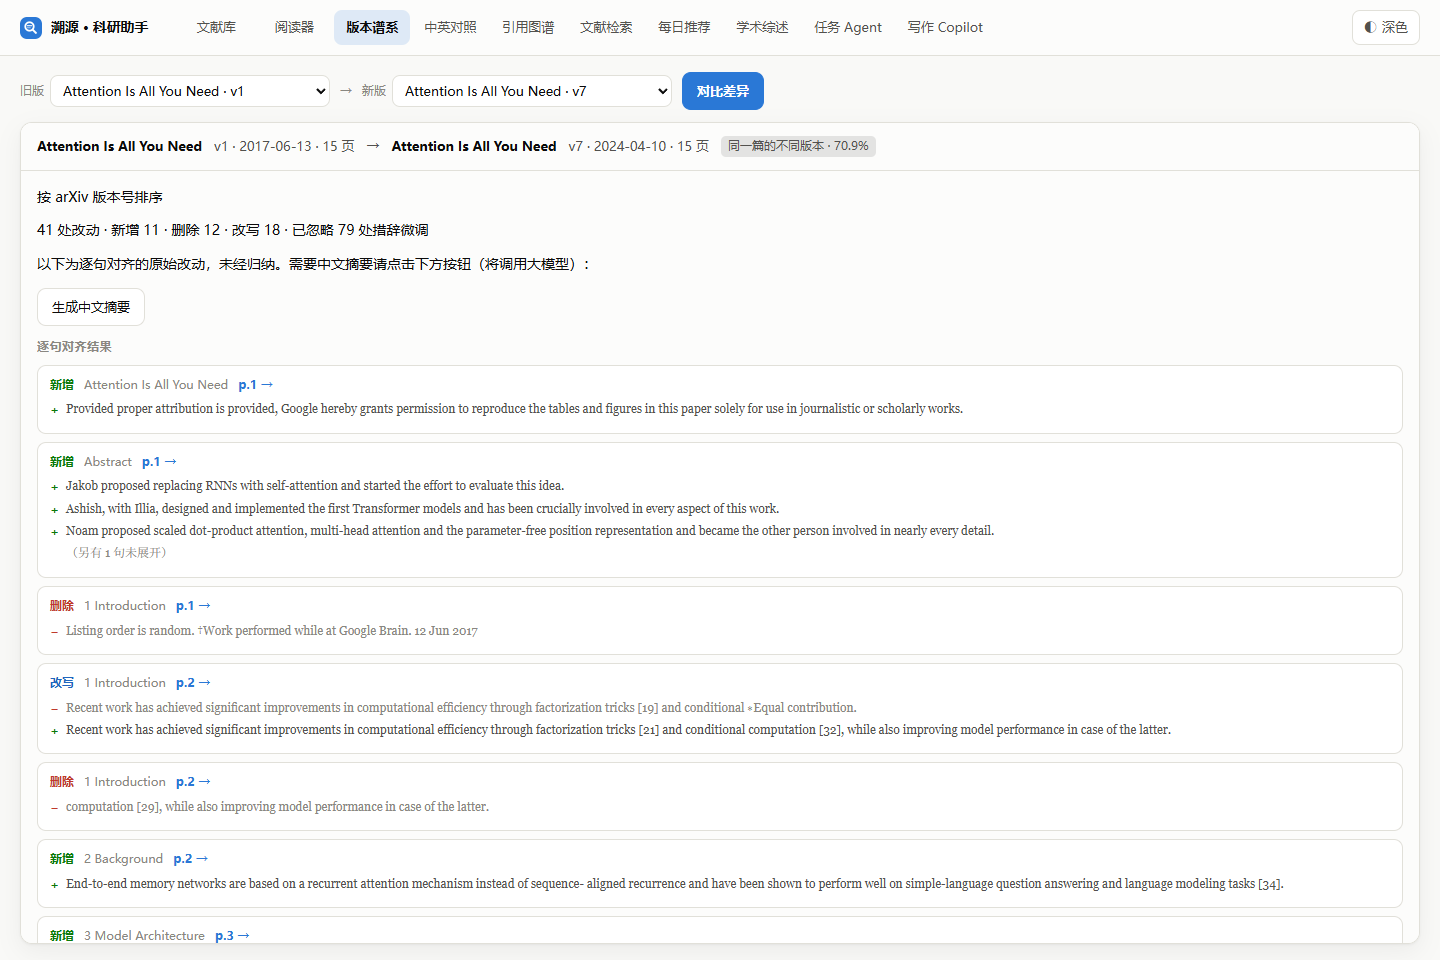 溯源 • 科研助手 文献库 阅读器 版本谱系 中英对照 引用图谱 文献检索 每日推荐 学术综述 任务 Agent 写作 Copilot 深色
旧版 Attention Is All You Need · v1 → 新版 Attention Is All You Need · v7 对比差异
Attention Is All You Need v1 · 2017-06-13 · 15 页 → Attention Is All You Need v7 · 2024-04-10 · 15 页 同一篇的不同版本 · 70.9%
按 arXiv 版本号排序
41 处改动 · 新增 11 · 删除 12 · 改写 18 · 已忽略 79 处措辞微调
以下为逐句对齐的原始改动，未经归纳。需要中文摘要请点击下方按钮（将调用大模型）：
生成中文摘要
逐句对齐结果
新增 Attention Is All You Need p.1 →
+ Provided proper attribution is provided, Google hereby grants permission to reproduce the tables and figures in this paper solely for use in journalistic or scholarly works.
新增 Abstract p.1 →
+ Jakob proposed replacing RNNs with self-attention and started the effort to evaluate this idea.
+ Ashish, with Illia, designed and implemented the first Transformer models and has been crucially involved in every aspect of this work.
+ Noam proposed scaled dot-product attention, multi-head attention and the parameter-free position representation and became the other person involved in nearly every detail.
（另有 1 句未展开）
删除 1 Introduction p.1 →
− Listing order is random. †Work performed while at Google Brain. 12 Jun 2017
改写 1 Introduction p.2 →
− Recent work has achieved significant improvements in computational efficiency through factorization tricks [19] and conditional ∗Equal contribution.
+ Recent work has achieved significant improvements in computational efficiency through factorization tricks [21] and conditional computation [32], while also improving model performance in case of the latter.
删除 1 Introduction p.2 →
− computation [29], while also improving model performance in case of the latter.
新增 2 Background p.2 →
+ End-to-end memory networks are based on a recurrent attention mechanism instead of sequence- aligned recurrence and have been shown to perform well on simple-language question answering and language modeling tasks [34].
新增 3 Model Architecture p.3 →